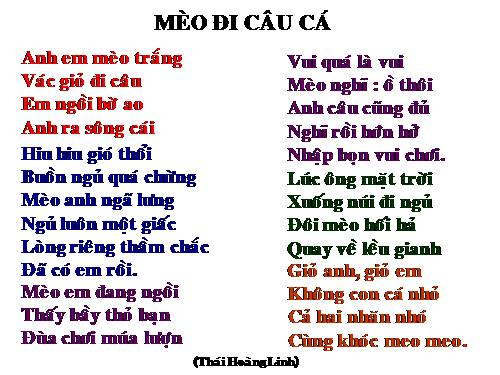 MÈO ĐI CÂU CÁ
Anh em mèo trắng
Vác giỏ đi câu
Em ngồi bờ ao
Anh ra sông cái
Hiu hiu gió thổi
Buồn ngủ quá chừng
Mèo anh ngã lưng
Ngủ luôn một giấc
Lòng riêng thầm chắc
Đã có em rồi.
Mèo em đang ngồi
Thấy bầy thỏ bạn
Đùa chơi múa lượn
Vui quá là vui
Mèo nghĩ : ồ thôi
Anh câu cũng đủ
Nghĩ rồi hơn hở
Nhập bọn vui chơi.
Lúc ông mặt trời
Xuống núi đi ngủ
Đôi mèo hối hả
Quay về lều gianh
Giỏ anh, giỏ em
Không con cá nhỏ
Cả hai nhăn nhó
Cùng khóc meo meo.
(Thái Hoàng Linh)